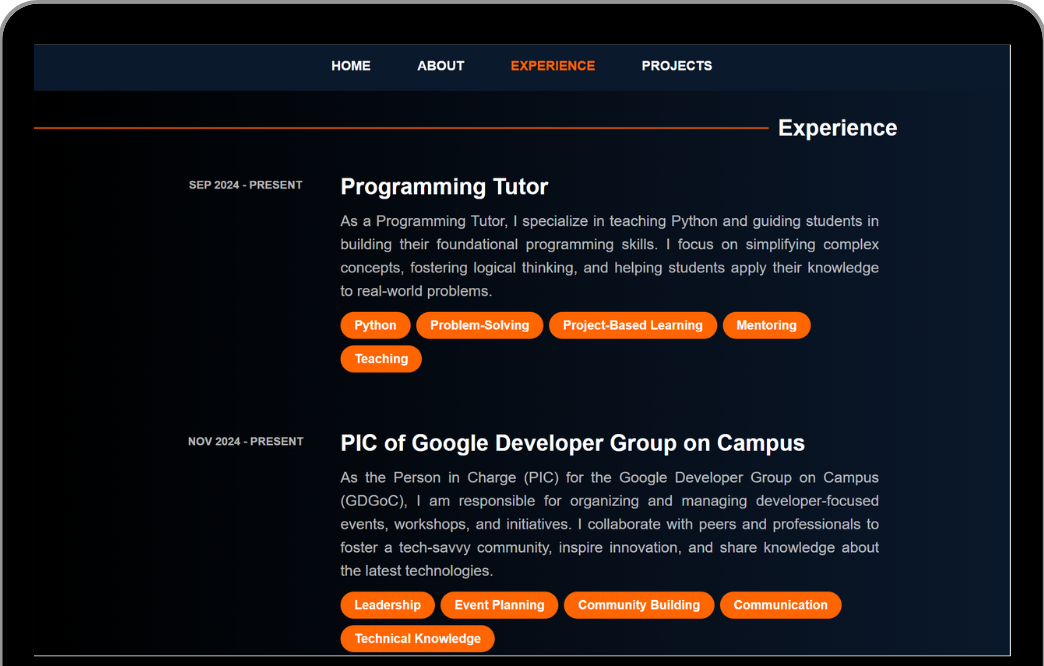 HOME ABOUT EXPERIENCE PROJECTS
Experience
SEP 2024 - PRESENT
Programming Tutor
As a Programming Tutor, I specialize in teaching Python and guiding students in
building their foundational programming skills. I focus on simplifying complex
concepts, fostering logical thinking, and helping students apply their knowledge
to real-world problems.
Python Problem-Solving Project-Based Learning Mentoring
Teaching
NOV 2024 - PRESENT
PIC of Google Developer Group on Campus
As the Person in Charge (PIC) for the Google Developer Group on Campus
(GDGoC), I am responsible for organizing and managing developer-focused
events, workshops, and initiatives. I collaborate with peers and professionals to
foster a tech-savvy community, inspire innovation, and share knowledge about
the latest technologies.
Leadership Event Planning Community Building Communication
Technical Knowledge